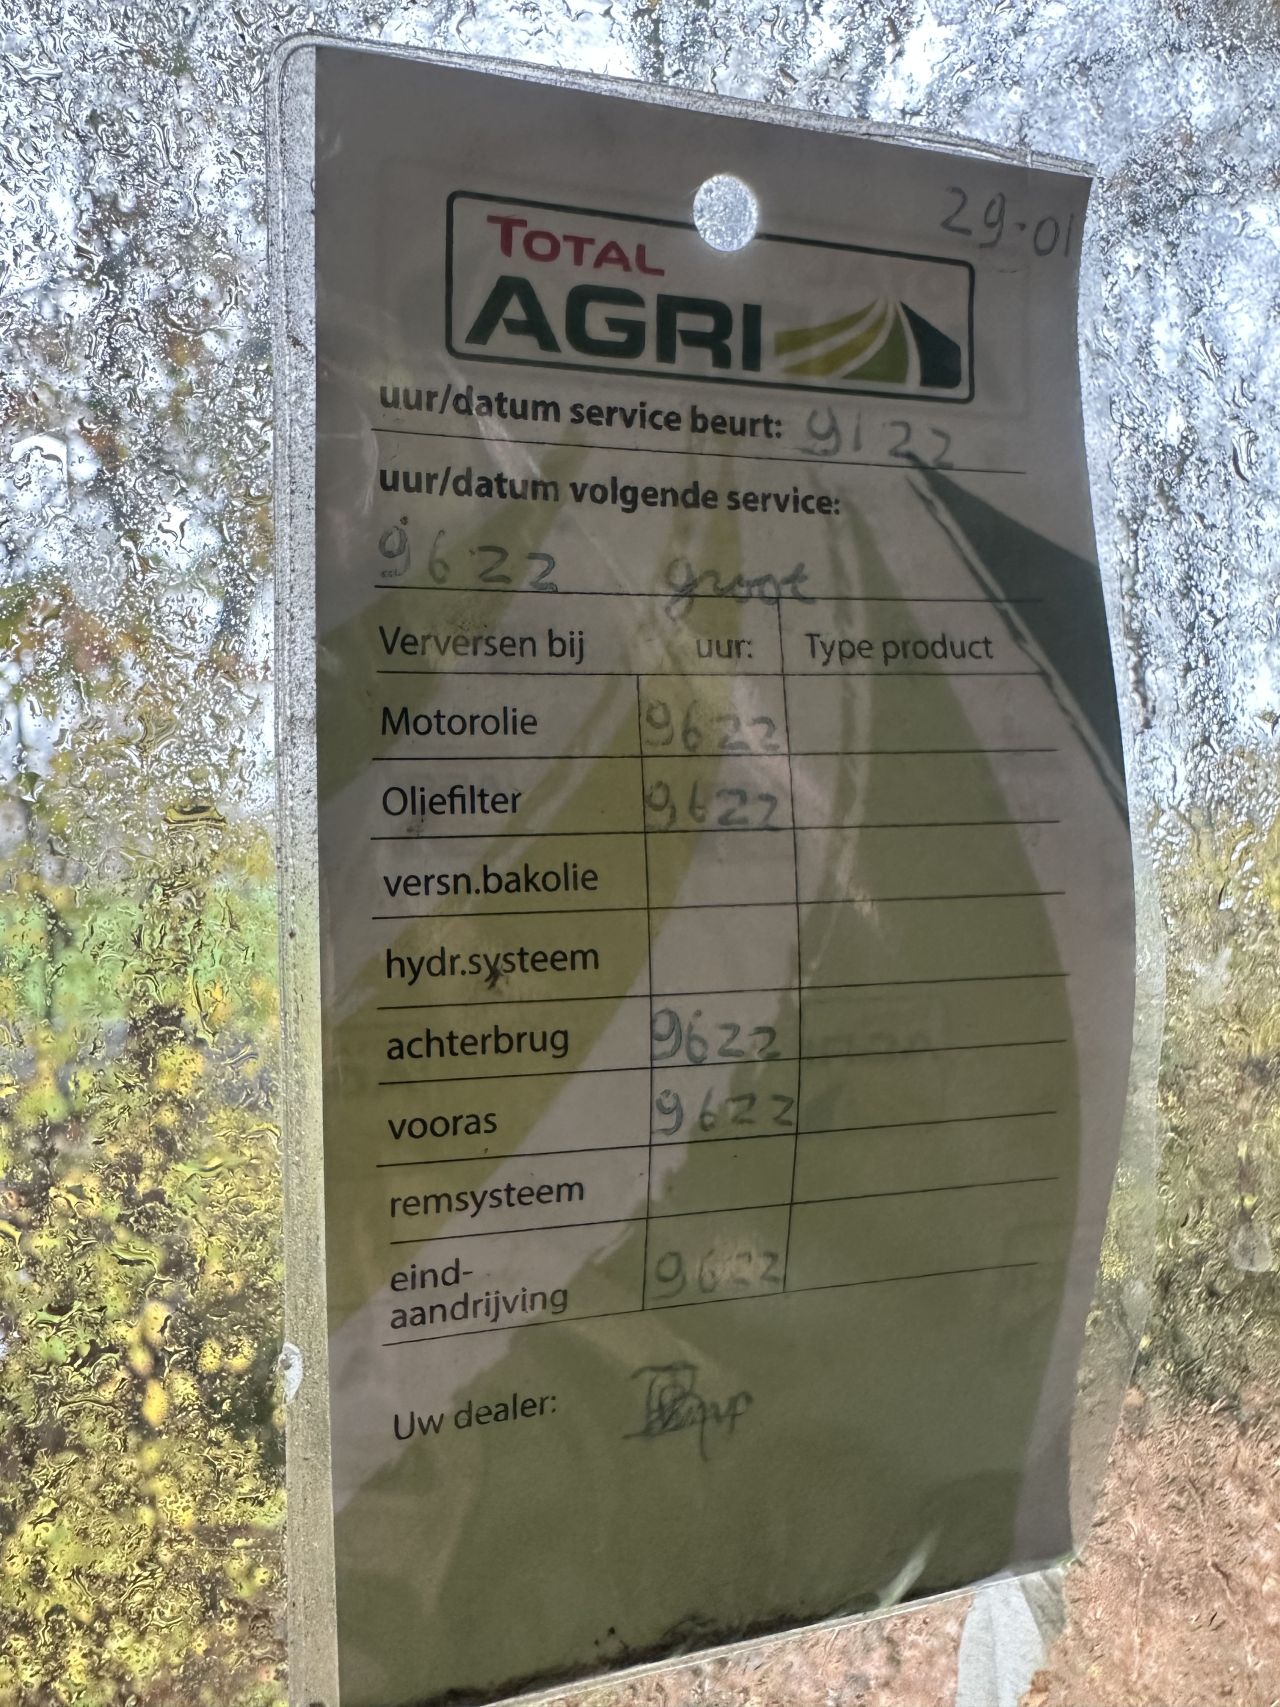 29-01
TOTAL
AGRI
uur/datum service beurt: 9122
uur/datum volgende service:
9622 groot
Verversen bij uur: Type product
Motorolie 9622
Oliefilter 9622
versn.bakolie
hydr.systeem
achterbrug 9622
vooras 9622
remsysteem
eind-
aandrijving 9622
Uw dealer: